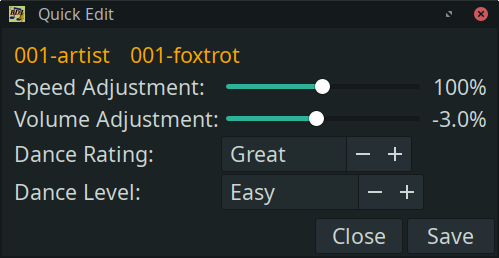 Quick Edit
001-artist 001-foxtrot
Speed Adjustment: 100%
Volume Adjustment: -3.0%
Dance Rating: Great − +
Dance Level: Easy − +
Close Save